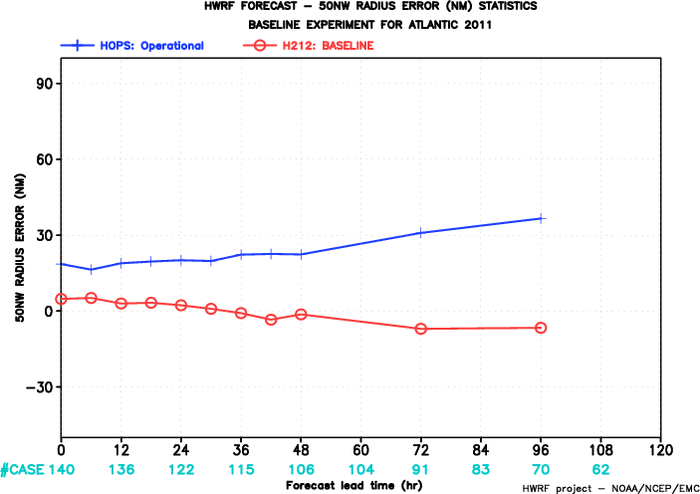 HWRF FORECAST – 50NW RADIUS ERROR (NM) STATISTICS
BASELINE EXPERIMENT FOR ATLANTIC 2011
HOPS: Operational H212: BASELINE
50NW RADIUS ERROR (NM)
90
60
30
0
−30
0 12 24 36 48 60 72 84 96 108 120
#CASE 140 136 122 115 106 104 91 83 70 62
Forecast lead time (hr)
HWRF project – NOAA/NCEP/EMC